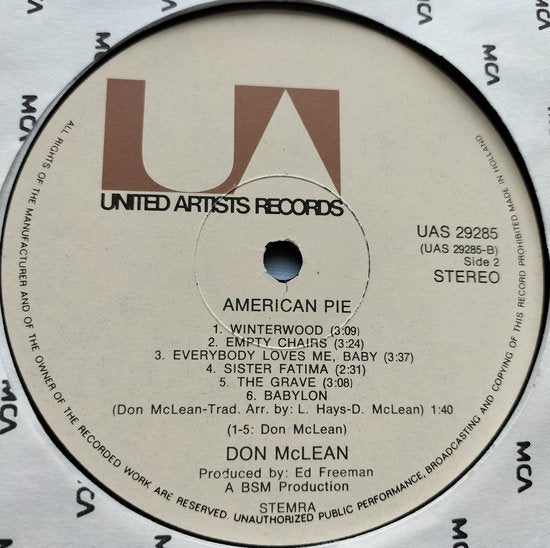 UA
UNITED ARTISTS RECORDS
UAS 29285
(UAS 29285-B)
Side 2
STEREO
AMERICAN PIE
1. WINTERWOOD (3:09)
2. EMPTY CHAIRS (3:24)
3. EVERYBODY LOVES ME, BABY (3:37)
4. SISTER FATIMA (2:31)
5. THE GRAVE (3:08)
6. BABYLON
(Don McLean-Trad. Arr. by: L. Hays-D. McLean) 1:40
(1-5: Don McLean)
DON McLEAN
Produced by: Ed Freeman
A BSM Production
STEMRA
ALL RIGHTS OF THE MANUFACTURER AND OF THE OWNER OF THE RECORDED WORK ARE RESERVED. UNAUTHORIZED PUBLIC PERFORMANCE, BROADCASTING AND COPYING OF THIS RECORD PROHIBITED MADE IN HOLLAND
MCA
MCA
MCA
MCA
MCA
MCA
MCA
MCA
MCA